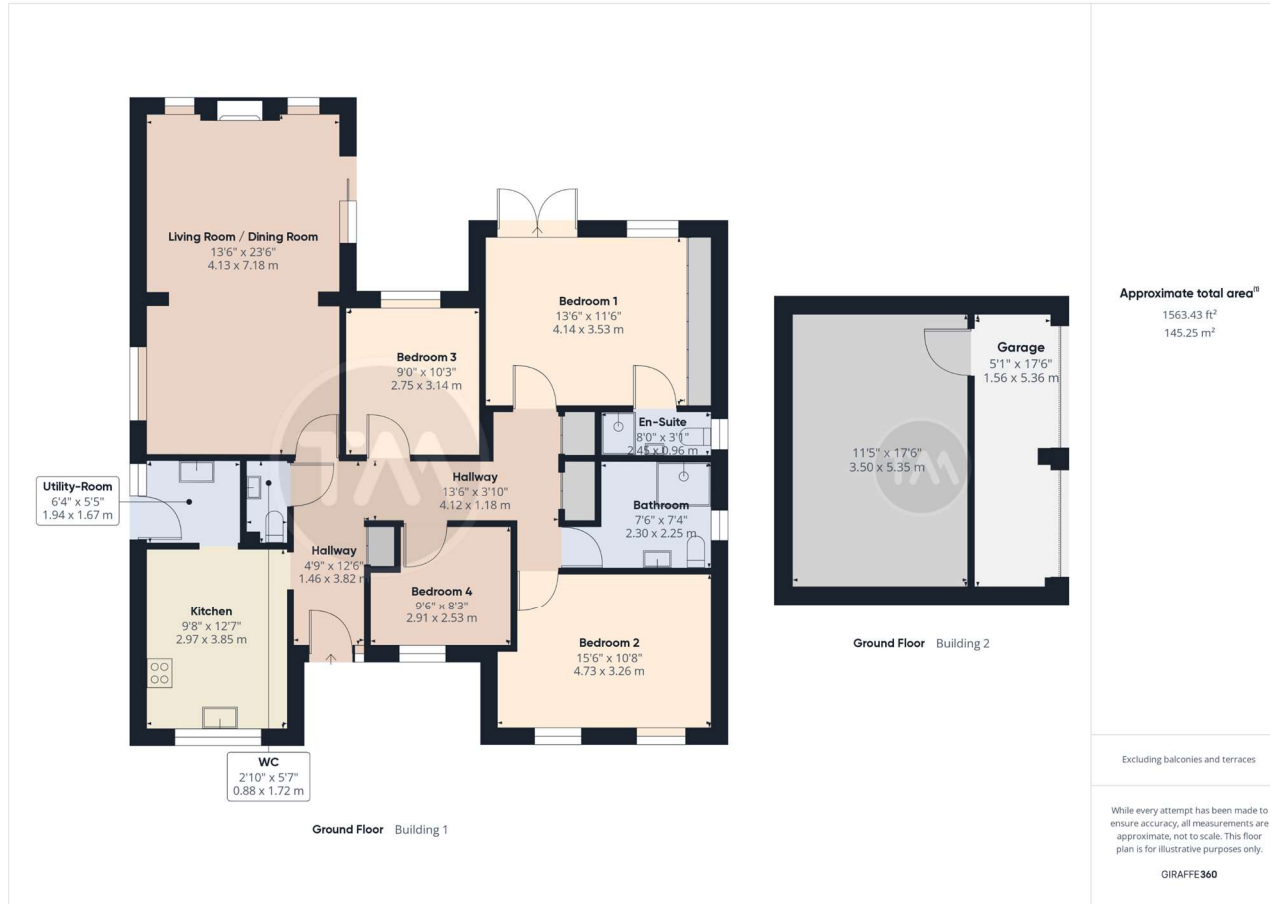 Living Room / Dining Room
13'6" x 23'6"
4.13 x 7.18 m
Bedroom 1
13'6" x 11'6"
4.14 x 3.53 m
Bedroom 3
9'0" x 10'3"
2.75 x 3.14 m
En-Suite
8'0" x 3'1"
2.45 x 0.96 m
Utility-Room
6'4" x 5'5"
1.94 x 1.67 m
Hallway
13'6" x 3'10"
4.12 x 1.18 m
Bathroom
7'6" x 7'4"
2.30 x 2.25 m
Hallway
4'9" x 12'6"
1.46 x 3.82 m
Bedroom 4
9'6" x 8'3"
2.91 x 2.53 m
Kitchen
9'8" x 12'7"
2.97 x 3.85 m
Bedroom 2
15'6" x 10'8"
4.73 x 3.26 m
WC
2'10" x 5'7"
0.88 x 1.72 m
Ground Floor Building 1
TM
Garage
5'1" x 17'6"
1.56 x 5.36 m
11'5" x 17'6"
3.50 x 5.35 m
TM
Ground Floor Building 2
Approximate total area(1)
1563.43 ft²
145.25 m²
Excluding balconies and terraces
While every attempt has been made to
ensure accuracy, all measurements are
approximate, not to scale. This floor
plan is for illustrative purposes only.
GIRAFFE360